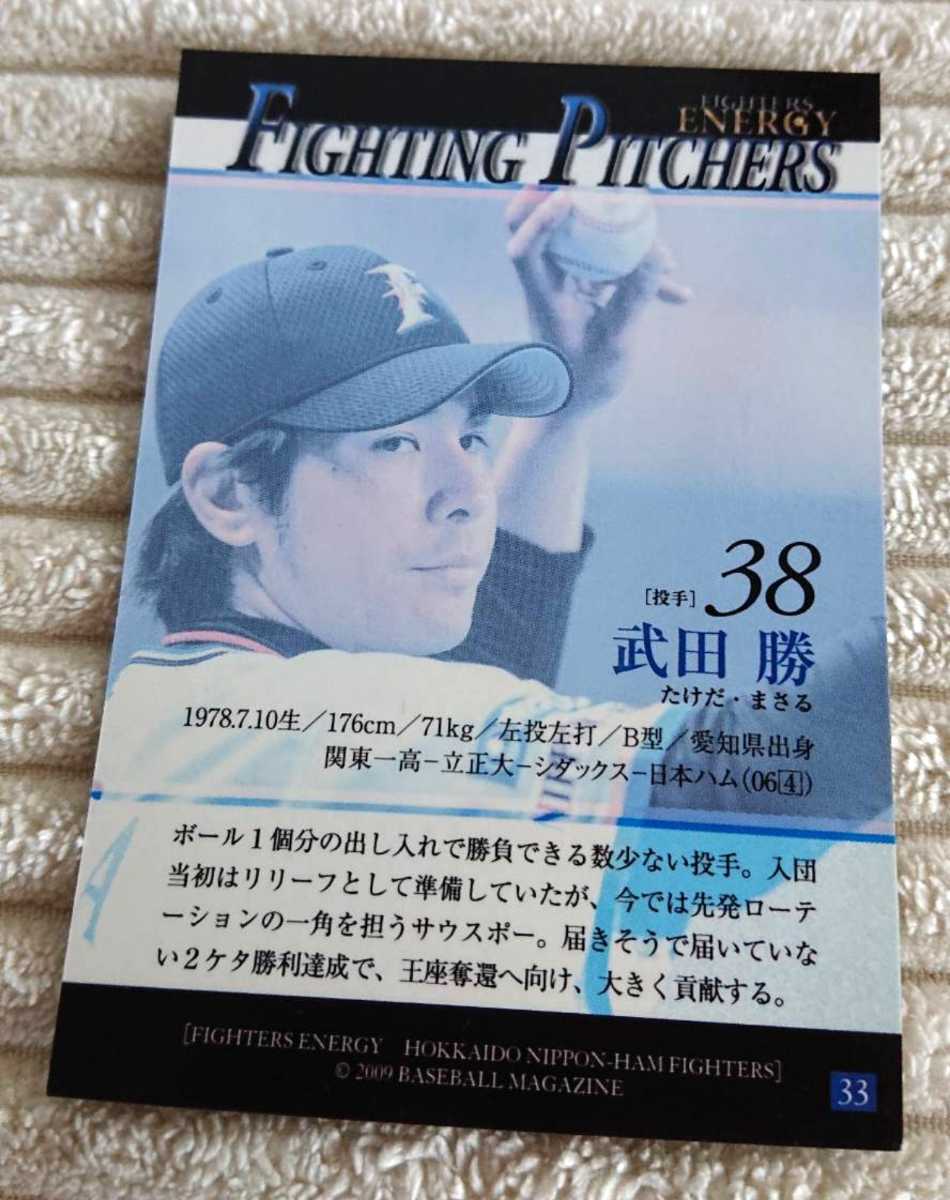 FIGHTERS
ENERGY
FIGHTING PITCHERS
[投手] 38
武田 勝
たけだ・まさる
1978.7.10生／176cm／71kg／左投左打／B型／愛知県出身
関東一高−立正大−シダックス−日本ハム(06[4])
ボール1個分の出し入れで勝負できる数少ない投手。入団
当初はリリーフとして準備していたが、今では先発ローテ
ーションの一角を担うサウスポー。届きそうで届いていな
い2ケタ勝利達成で、王座奪還へ向け、大きく貢献する。
[FIGHTERS ENERGY　HOKKAIDO NIPPON-HAM FIGHTERS]
© 2009 BASEBALL MAGAZINE
33